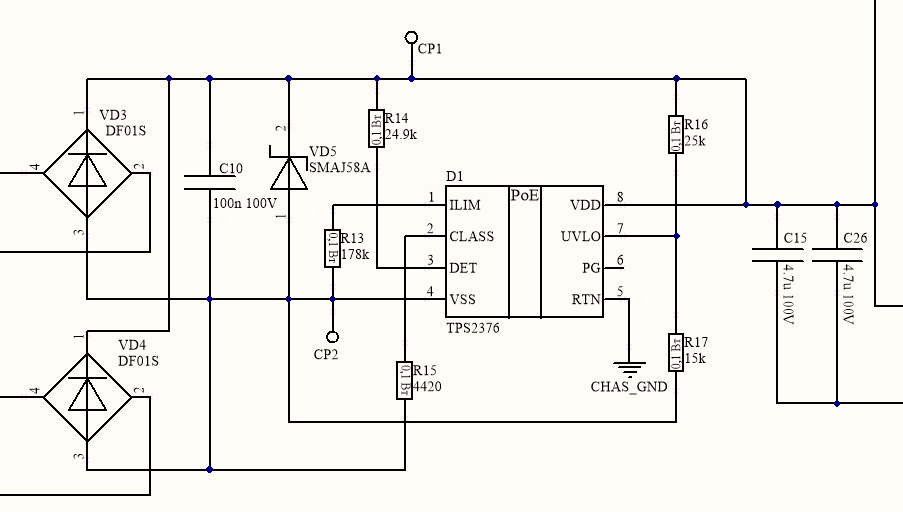 CP1
VD3
DF01S
1
4
2
3
C10
100n 100V
2
VD5
SMAJ58A
1
R14
0,1 Вт
24.9k
R16
0,1 Вт
25k
D1
PoE
1
ILIM
2
CLASS
3
DET
4
VSS
VDD
8
UVLO
7
PG
6
RTN
5
TPS2376
R13
0,1 Вт
178k
CP2
C15
4.7u 100V
C26
4.7u 100V
VD4
DF01S
1
4
2
3
R15
0,1 Вт
4420
R17
0,1 Вт
15k
CHAS_GND